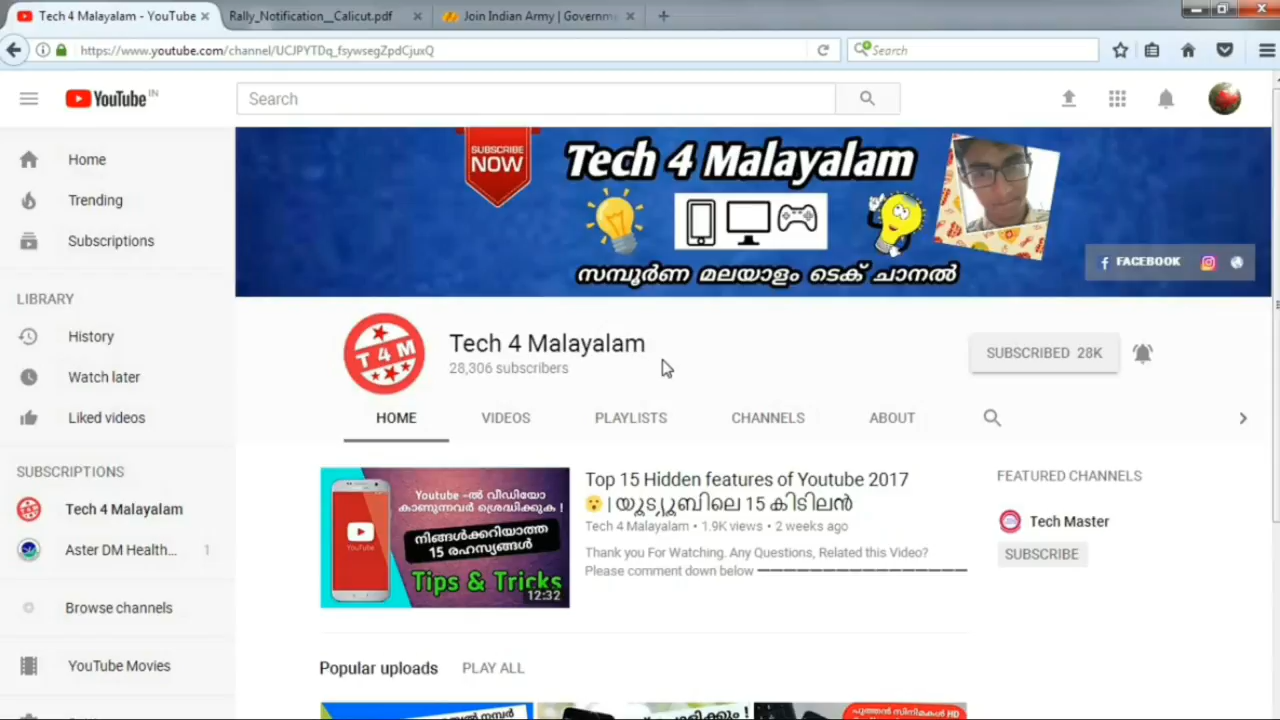 Tech 4 Malayalam - YouTube
Rally_Notification__Calicut.pdf
Join Indian Army | Governm
https://www.youtube.com/channel/UCJPYTDq_fsywsegZpdCjuxQ
Search
YouTube IN
Search
Home
Trending
Subscriptions
LIBRARY
History
Watch later
Liked videos
SUBSCRIPTIONS
Tech 4 Malayalam
Aster DM Health... 1
Browse channels
YouTube Movies
SUBSCRIBE
NOW
Tech 4 Malayalam
സമ്പൂർണ മലയാളം ടെക് ചാനൽ
FACEBOOK
T 4 M
Tech 4 Malayalam
28,306 subscribers
SUBSCRIBED 28K
HOME VIDEOS PLAYLISTS CHANNELS ABOUT
Youtube -ൽ വീഡിയോ
കാണുന്നവർ ശ്രെദ്ധിക്കുക !
നിങ്ങൾക്കറിയാത്ത
15 രഹസ്യങ്ങൾ
YouTube
Tips & Tricks
12:32
Top 15 Hidden features of Youtube 2017
😮 | യൂട്യൂബിലെ 15 കിടിലൻ
Tech 4 Malayalam • 1.9K views • 2 weeks ago
Thank you For Watching. Any Questions, Related this Video?
Please comment down below
FEATURED CHANNELS
Tech Master
SUBSCRIBE
Popular uploads PLAY ALL
പുത്തൻ സിനിമകൾ HD